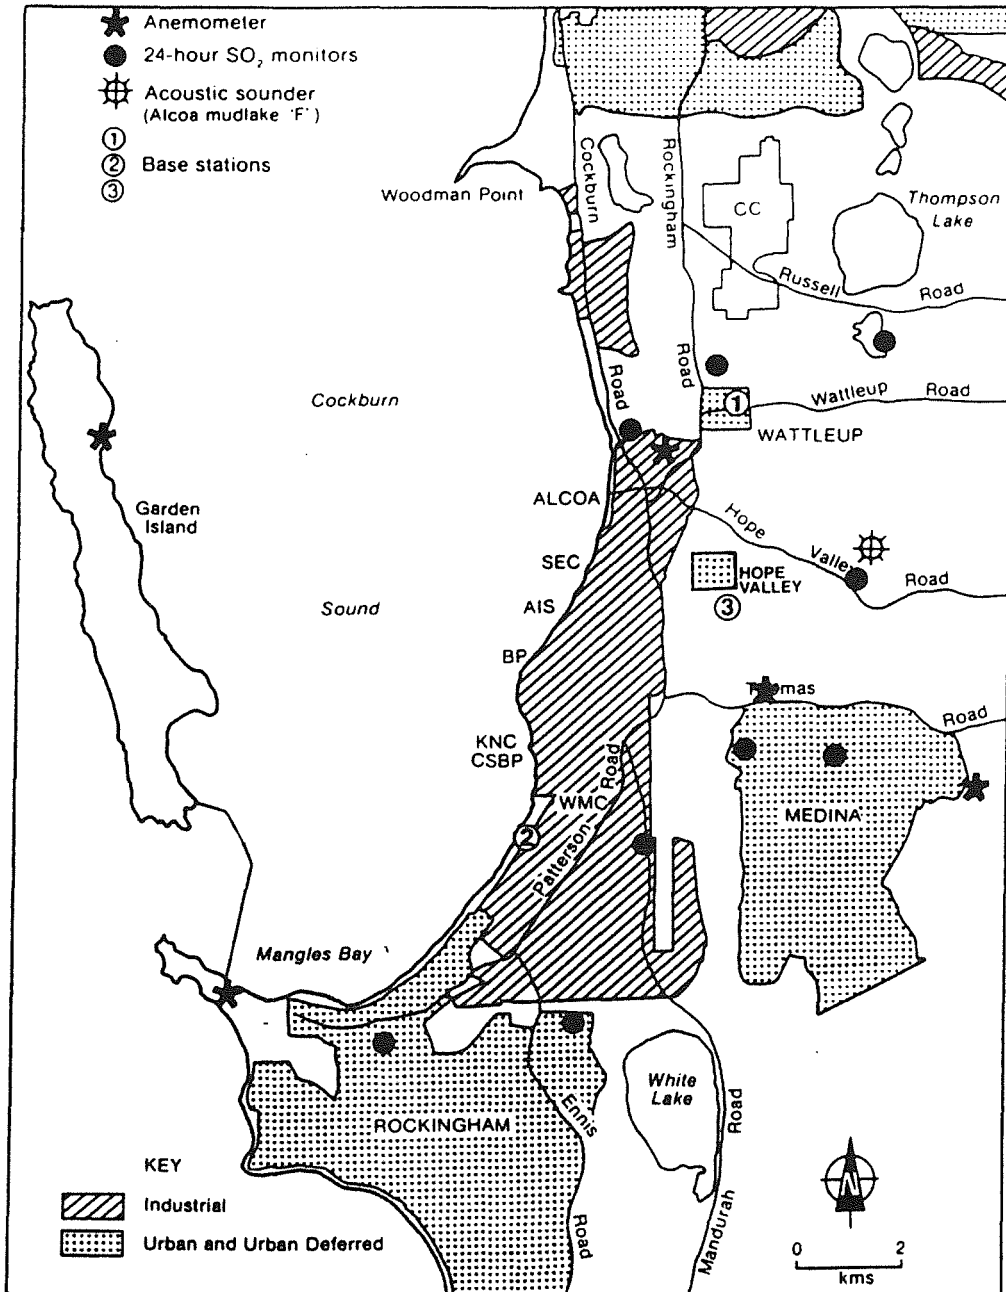 Anemometer
24-hour SO₂ monitors
Acoustic sounder
(Alcoa mudlake 'F')
①
② Base stations
③
Woodman Point
Cockburn
Road
Rockingham
Road
CC
Thompson
Lake
Russell
Road
①
Wattleup
Road
WATTLEUP
Cockburn
Sound
Garden
Island
ALCOA
SEC
AIS
BP
KNC
CSBP
WMC
Hope
Valley
Road
HOPE
VALLEY
③
Thomas
Road
MEDINA
②
Patterson
Road
Mangles Bay
ROCKINGHAM
Ennis
Road
White
Lake
Mandurah
Road
KEY
Industrial
Urban and Urban Deferred
N
0 2
kms